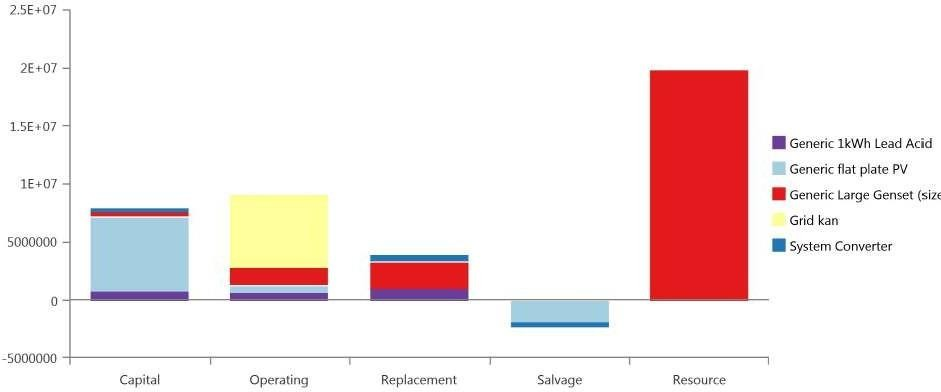 2.5E+07
2E+07
1.5E+07
1E+07
5000000
0
-5000000
Capital Operating Replacement Salvage Resource
Generic 1kWh Lead Acid
Generic flat plate PV
Generic Large Genset (size
Grid kan
System Converter